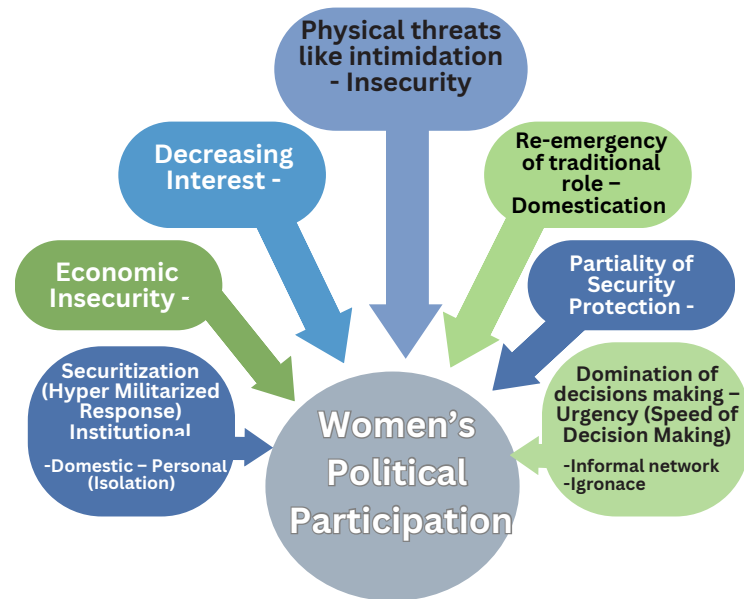 Physical threats
like intimidation
- Insecurity
Decreasing
Interest -
Re-emergency
of traditional
role –
Domestication
Economic
Insecurity -
Partiality of
Security
Protection -
Securitization
(Hyper Militarized
Response)
Institutional
-Domestic – Personal
(Isolation)
Domination of
decisions making –
Urgency (Speed of
Decision Making)
-Informal network
-Igronace
Women's
Political
Participation